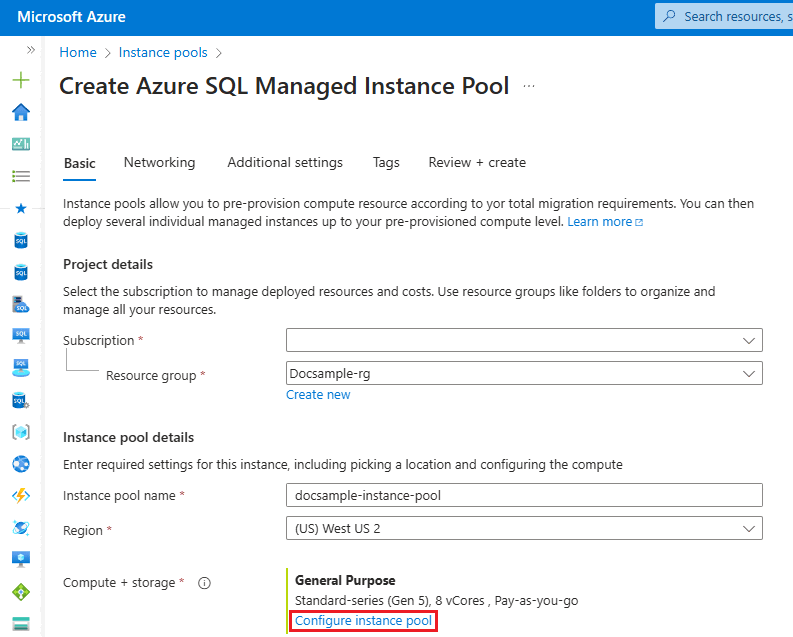 Microsoft Azure
Search resources, s
Home > Instance pools >
Create Azure SQL Managed Instance Pool ...
Basic Networking Additional settings Tags Review + create
Instance pools allow you to pre-provision compute resource according to yor total migration requirements. You can then
deploy several individual managed instances up to your pre-provisioned compute level. Learn more
Project details
Select the subscription to manage deployed resources and costs. Use resource groups like folders to organize and
manage all your resources.
Subscription *
Resource group * Docsample-rg
Create new
Instance pool details
Enter required settings for this instance, including picking a location and configuring the compute
Instance pool name * docsample-instance-pool
Region * (US) West US 2
Compute + storage * General Purpose
Standard-series (Gen 5), 8 vCores , Pay-as-you-go
Configure instance pool